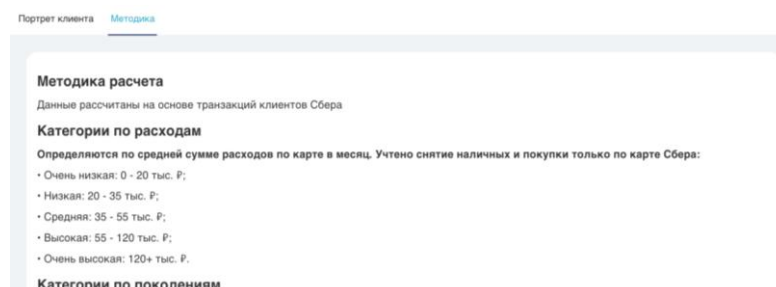 Портрет клиента Методика
Методика расчета
Данные рассчитаны на основе транзакций клиентов Сбера
Категории по расходам
Определяются по средней сумме расходов по карте в месяц. Учтено снятие наличных и покупки только по карте Сбера:
• Очень низкая: 0 - 20 тыс. ₽;
• Низкая: 20 - 35 тыс. ₽;
• Средняя: 35 - 55 тыс. ₽;
• Высокая: 55 - 120 тыс. ₽;
• Очень высокая: 120+ тыс. ₽.
Категории по поколениям